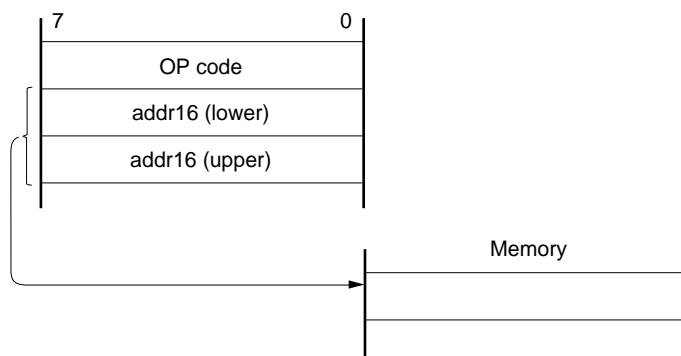 7 0
OP code
addr16 (lower)
addr16 (upper)
Memory